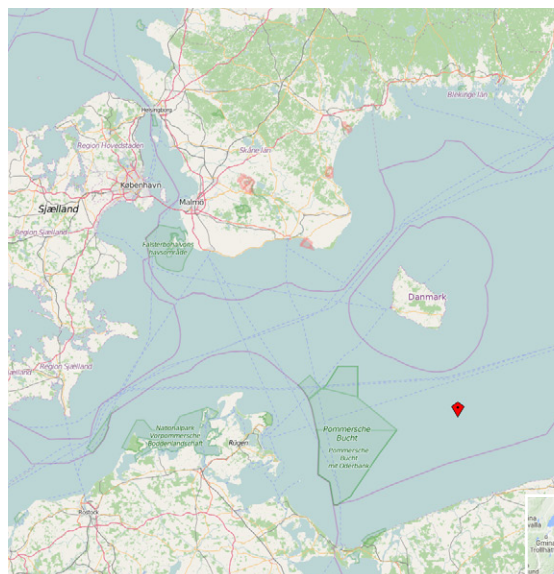 Helsingborg
Blekinge län
Region Hovedstaden
Skåne län
København
Malmö
Sjælland
Region Sjælland
Falsterbohalvöns
havsområde
Danmark
Sjælland
Region Sjælland
Nationalpark
Vorpommersche
Boddenlandschaft
Rügen
Pommersche
Bucht
Pommersche
Bucht
mit Oderbank
Rostock